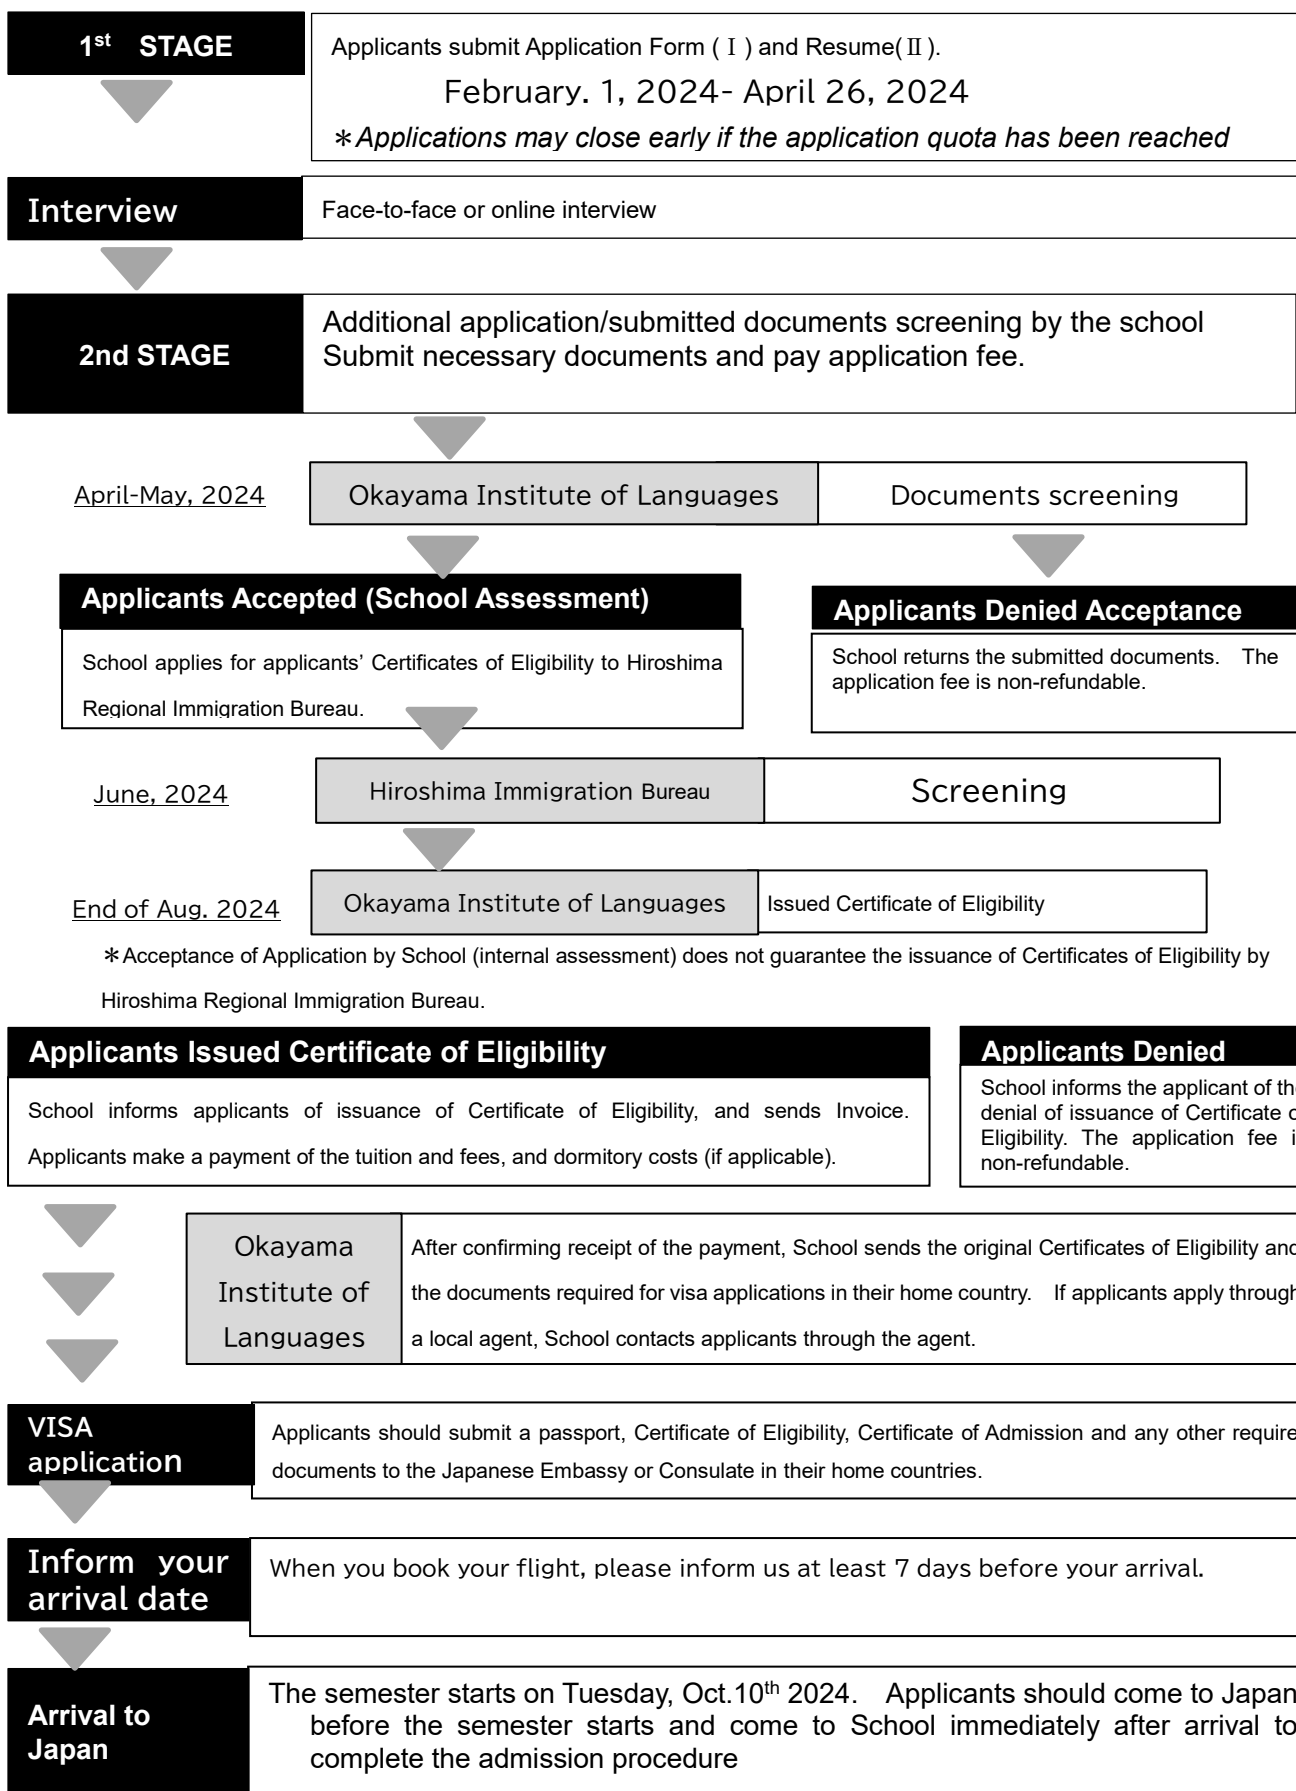 1st STAGE
Applicants submit Application Form (Ⅰ) and Resume(Ⅱ).
February. 1, 2024- April 26, 2024
＊Applications may close early if the application quota has been reached
Interview
Face-to-face or online interview
2nd STAGE
Additional application/submitted documents screening by the school
Submit necessary documents and pay application fee.
April-May, 2024
Okayama Institute of Languages
Documents screening
Applicants Accepted (School Assessment)
School applies for applicants’ Certificates of Eligibility to Hiroshima
Regional Immigration Bureau.
Applicants Denied Acceptance
School returns the submitted documents. The
application fee is non-refundable.
June, 2024
Hiroshima Immigration Bureau
Screening
End of Aug. 2024
Okayama Institute of Languages
Issued Certificate of Eligibility
＊Acceptance of Application by School (internal assessment) does not guarantee the issuance of Certificates of Eligibility by
Hiroshima Regional Immigration Bureau.
Applicants Issued Certificate of Eligibility
School informs applicants of issuance of Certificate of Eligibility, and sends Invoice.
Applicants make a payment of the tuition and fees, and dormitory costs (if applicable).
Applicants Denied
School informs the applicant of the
denial of issuance of Certificate o
Eligibility. The application fee i
non-refundable.
Okayama
Institute of
Languages
After confirming receipt of the payment, School sends the original Certificates of Eligibility and
the documents required for visa applications in their home country. If applicants apply through
a local agent, School contacts applicants through the agent.
VISA
application
Applicants should submit a passport, Certificate of Eligibility, Certificate of Admission and any other require
documents to the Japanese Embassy or Consulate in their home countries.
Inform your
arrival date
When you book your flight, please inform us at least 7 days before your arrival.
Arrival to
Japan
The semester starts on Tuesday, Oct.10th 2024. Applicants should come to Japan
before the semester starts and come to School immediately after arrival to
complete the admission procedure